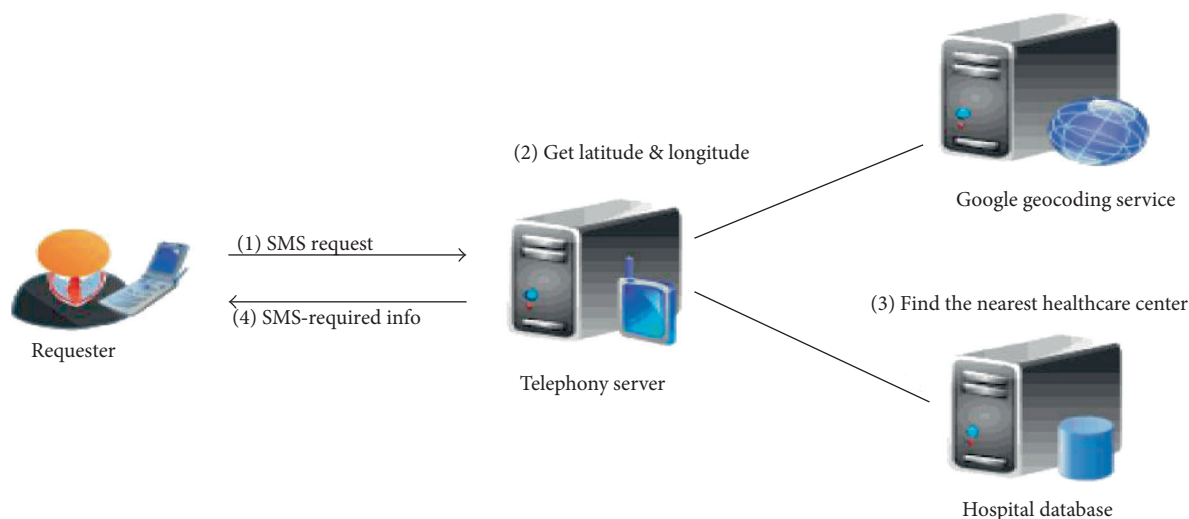 (2) Get latitude & longitude
Google geocoding service
(1) SMS request
(4) SMS-required info
(3) Find the nearest healthcare center
Requester
Telephony server
Hospital database